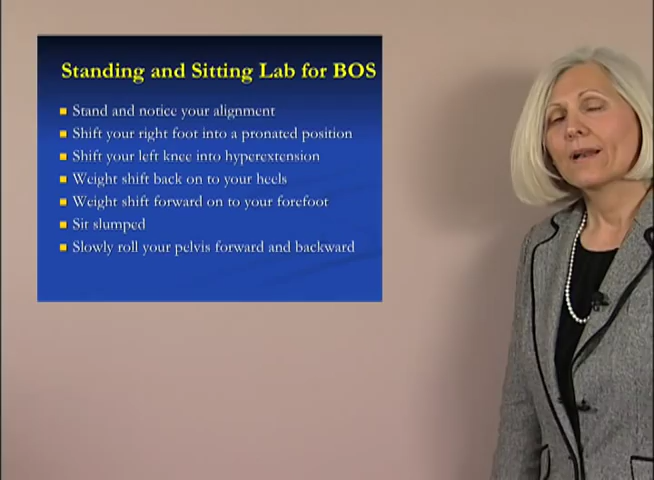 Standing and Sitting Lab for BOS
Stand and notice your alignment
Shift your right foot into a pronated position
Shift your left knee into hyperextension
Weight shift back on to your heels
Weight shift forward on to your forefoot
Sit slumped
Slowly roll your pelvis forward and backward